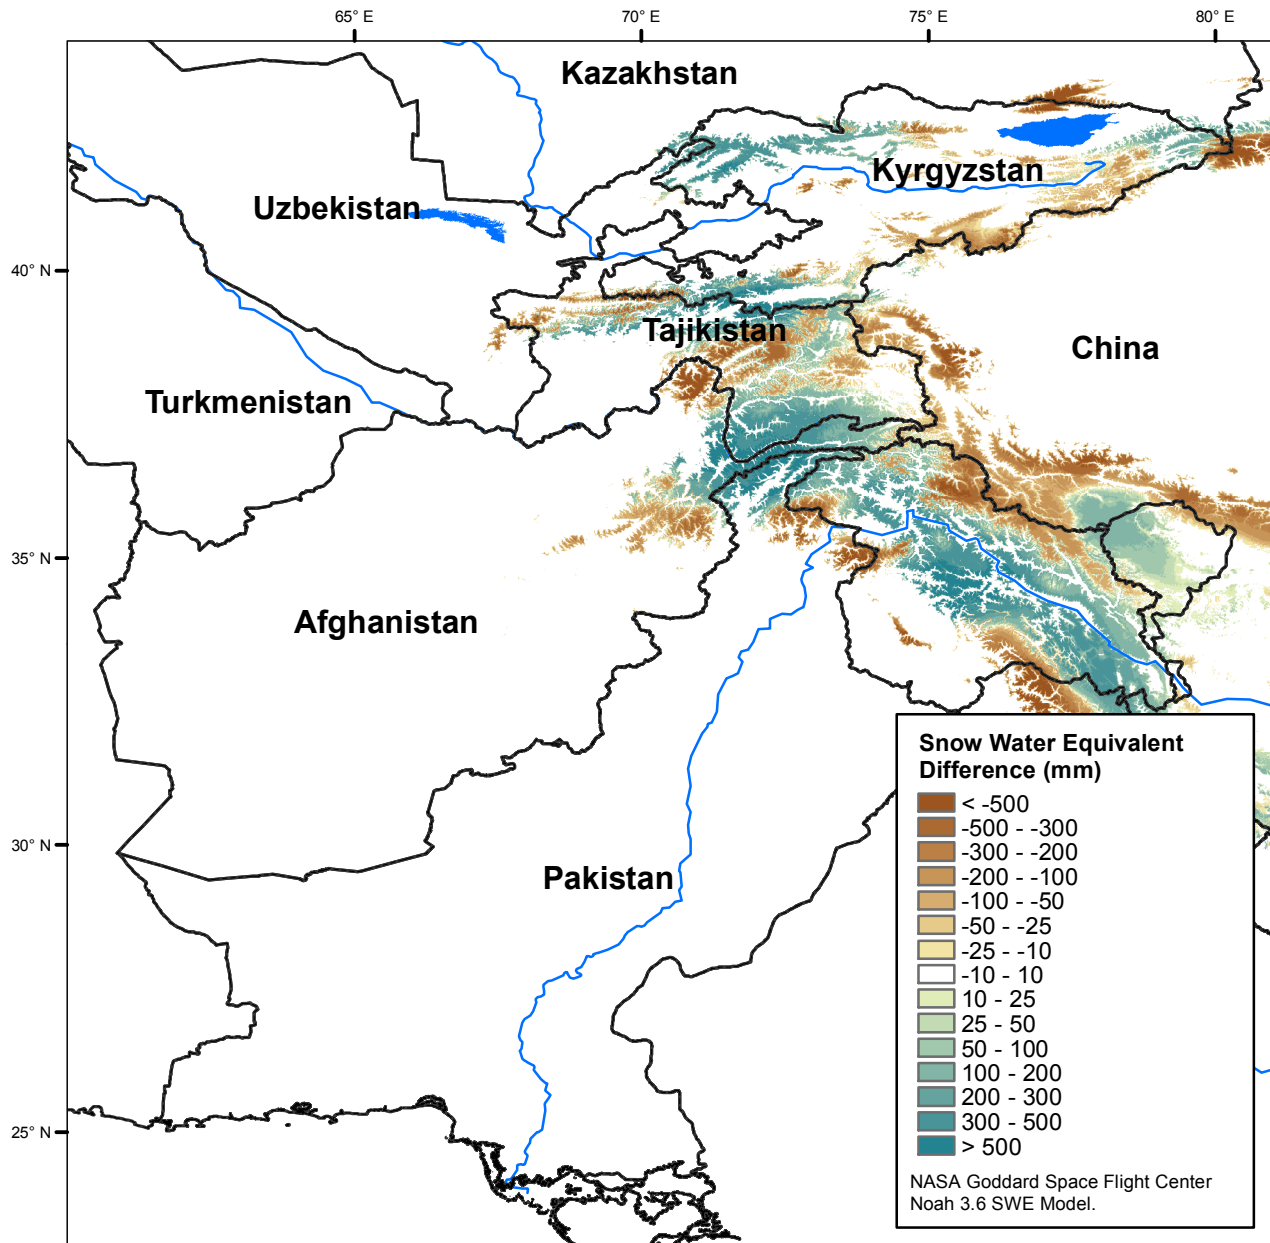 65° E
70° E
75° E
80° E
Kazakhstan
Kyrgyzstan
Uzbekistan
40° N
Tajikistan
China
Turkmenistan
35° N
Afghanistan
30° N
Pakistan
25° N
Snow Water Equivalent
Difference (mm)
< -500
-500 - -300
-300 - -200
-200 - -100
-100 - -50
-50 - -25
-25 - -10
-10 - 10
10 - 25
25 - 50
50 - 100
100 - 200
200 - 300
300 - 500
> 500
NASA Goddard Space Flight Center
Noah 3.6 SWE Model.